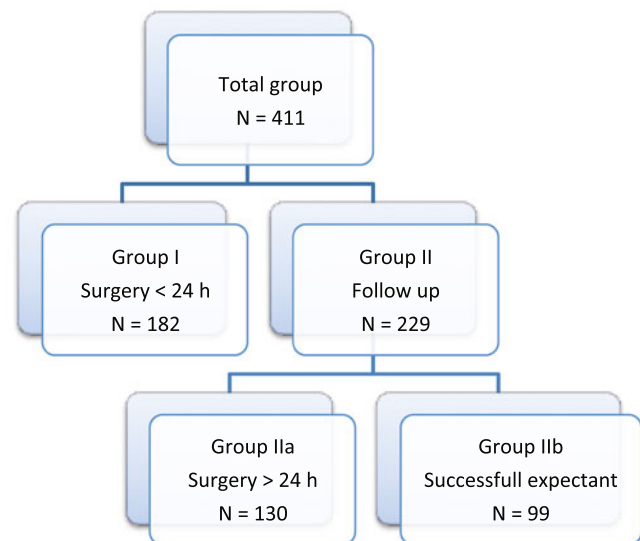 Total group
N = 411
Group I
Surgery < 24 h
N = 182
Group II
Follow up
N = 229
Group IIa
Surgery > 24 h
N = 130
Group IIb
Successfull expectant
N = 99